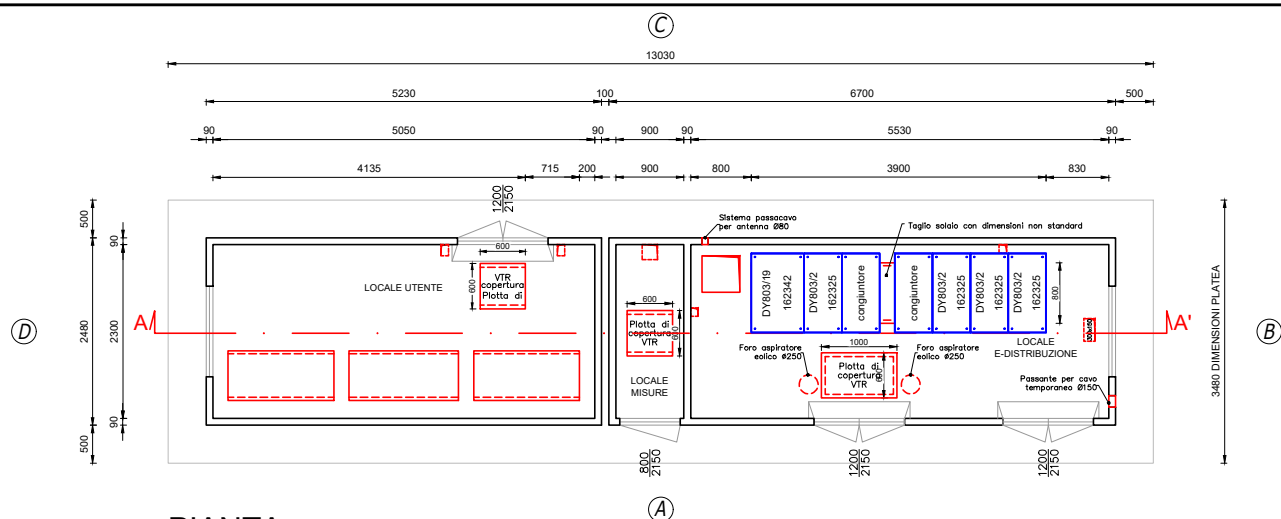 C
13030
5230 100 6700 500
90 5050 90 900 90 5530 90
4135 715 200 900 800 3900 830
1200
2150
500
90
2480
2330
90
500
Sistema passacavo
per antenna Ø80
Taglio solaio con dimensioni non standard
600
600
VTR
copertura
Plotta di
LOCALE UTENTE
600
600
Plotta di
copertura
VTR
DY803/19
162342
DY803/2
162325
congiuntore
congiuntore
DY803/2
162325
DY803/2
162325
DY803/2
162325
800
D
A/
\A'
B
300x150
3480 DIMENSIONI PLATEA
LOCALE
E-DISTRIBUZIONE
Foro aspiratore
eolico Ø250
1000
600
Plotta di
copertura
VTR
Foro aspiratore
eolico Ø250
LOCALE
MISURE
Passante per cavo
temporaneo Ø150
800
2150
1200
2150
1200
2150
A
PIANTA